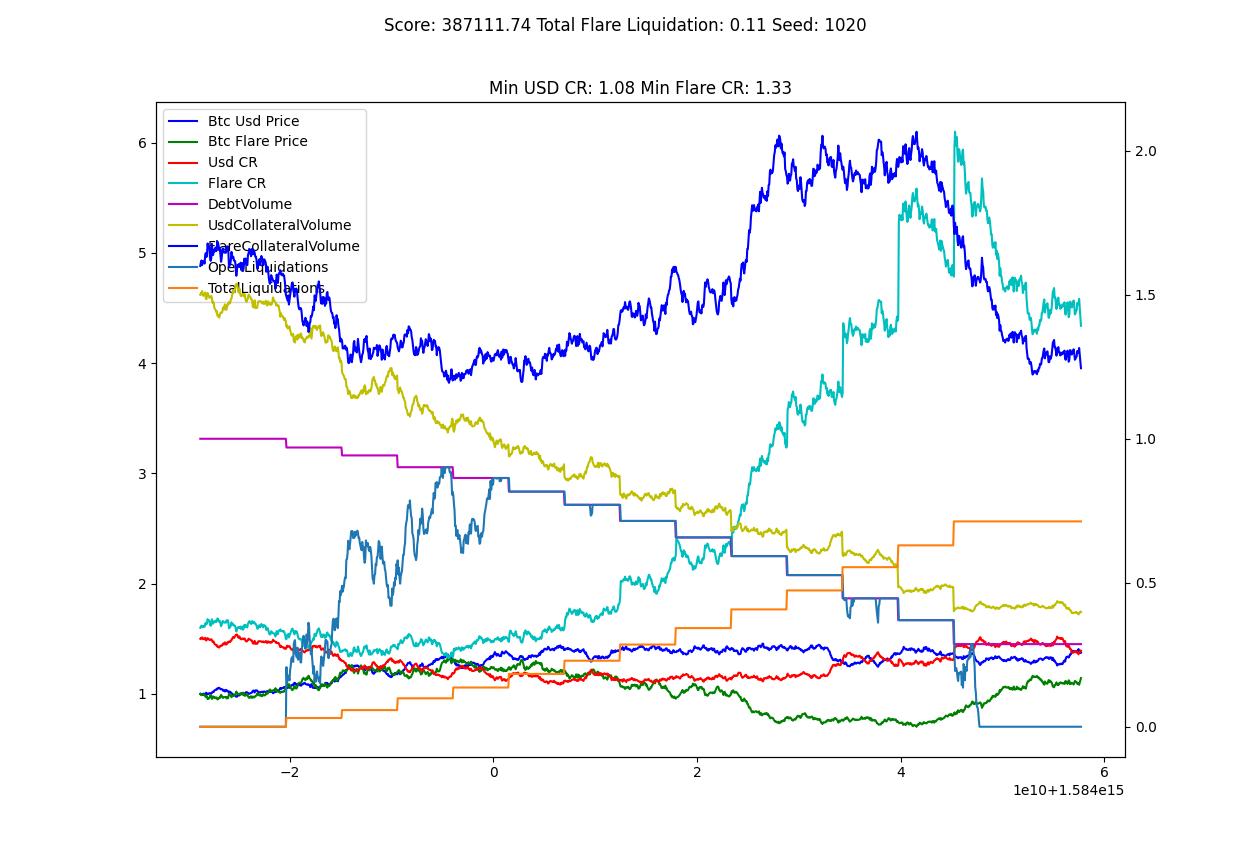 Score: 387111.74 Total Flare Liquidation: 0.11 Seed: 1020
Min USD CR: 1.08 Min Flare CR: 1.33
Btc Usd Price
Btc Flare Price
Usd CR
Flare CR
DebtVolume
UsdCollateralVolume
FlareCollateralVolume
OpenLiquidations
TotalLiquidations
6
5
4
3
2
1
2.0
1.5
1.0
0.5
0.0
−2
0
2
4
6
1e10+1.584e15